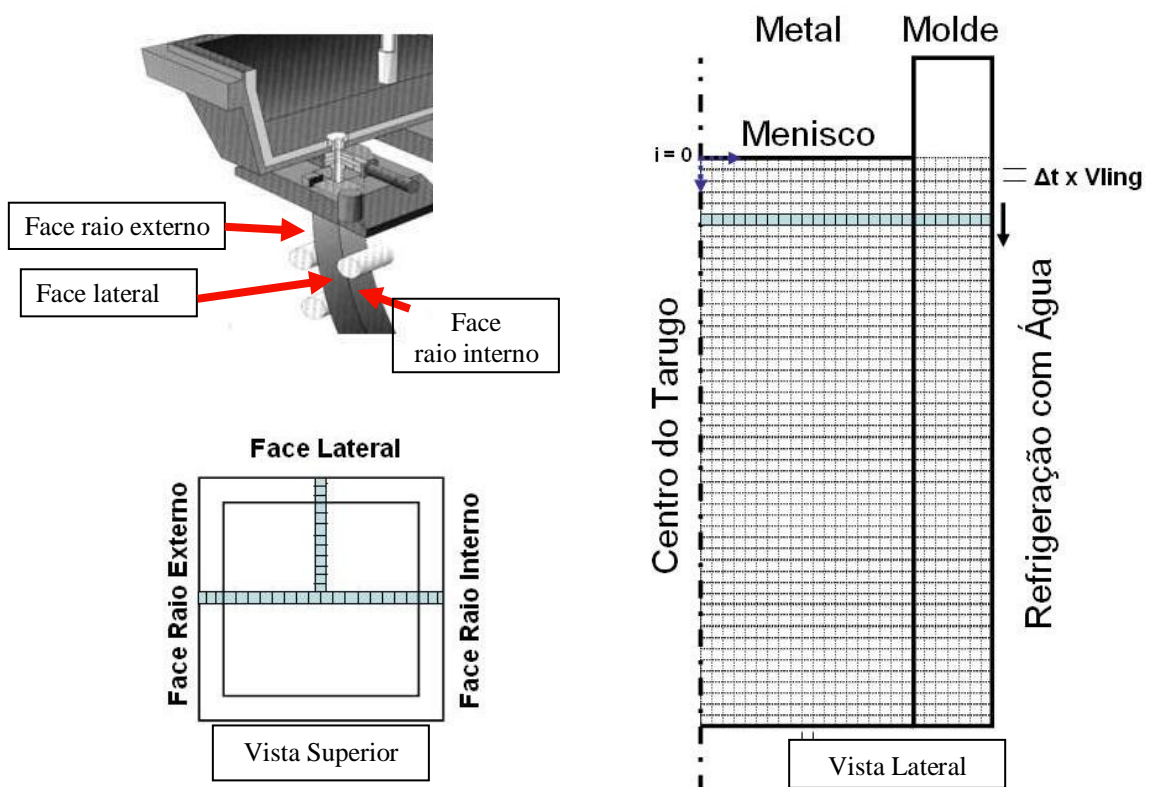 Face raio externo
Face lateral
Face
raio interno
Face Lateral
Face Raio Externo
Face Raio Interno
Vista Superior
Metal
Molde
Menisco
i = 0
Δt x Vling
Centro do Tarugo
Refrigeração com Água
Vista Lateral